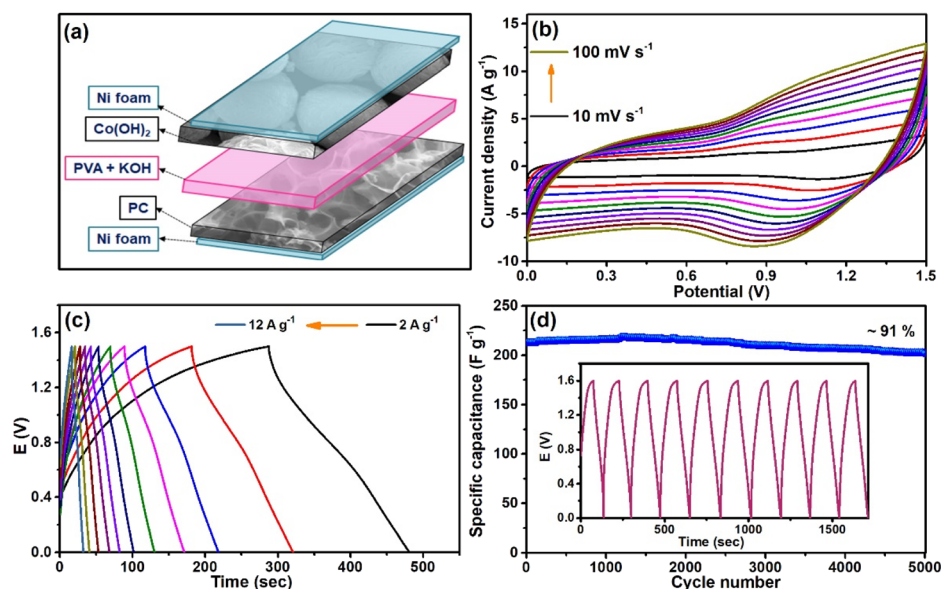 (a)
Ni foam
Co(OH)₂
PVA + KOH
PC
Ni foam
(b)
100 mV s⁻¹
10 mV s⁻¹
Current density (A g⁻¹)
15
10
5
0
-5
-10
0.0 0.3 0.6 0.9 1.2 1.5
Potential (V)
(c)
12 A g⁻¹ 2 A g⁻¹
E (V)
1.6
1.2
0.8
0.4
0.0
0 100 200 300 400 500
Time (sec)
(d)
~ 91 %
Specific capacitance (F g⁻¹)
250
200
150
100
50
0
0 1000 2000 3000 4000 5000
Cycle number
E (V)
1.6
1.2
0.8
0.4
0.0
0 500 1000 1500
Time (sec)